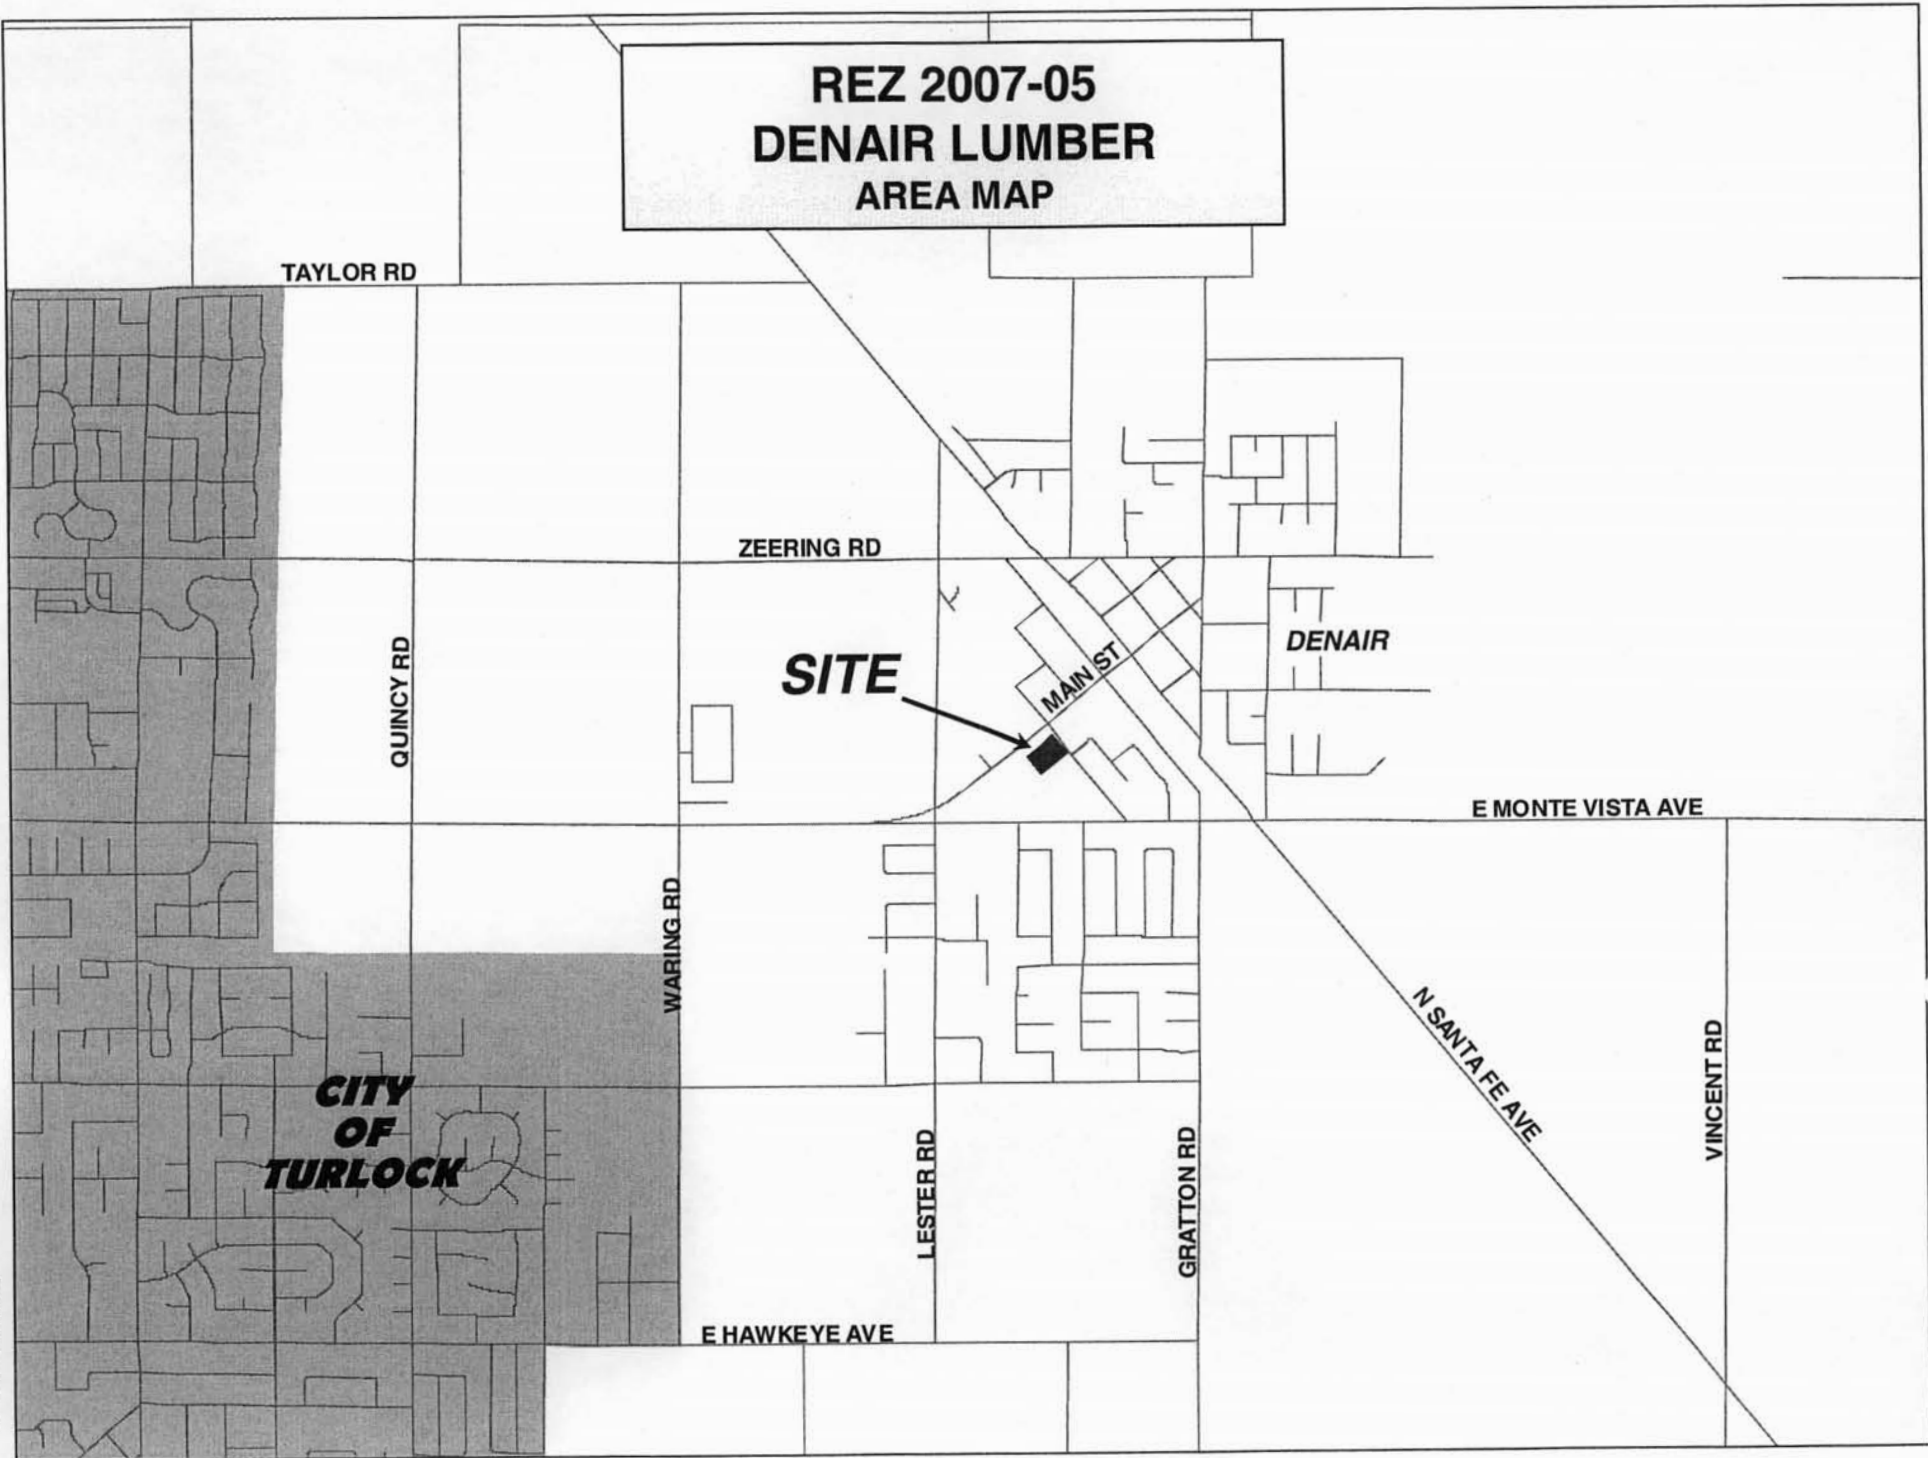 REZ 2007-05
DENAIR LUMBER
AREA MAP
TAYLOR RD
ZEERING RD
QUINCY RD
SITE
MAIN ST
DENAIR
E MONTE VISTA AVE
WARING RD
N SANTA FE AVE
VINCENT RD
CITY
OF
TURLOCK
LESTER RD
GRATTON RD
E HAWKEYE AVE